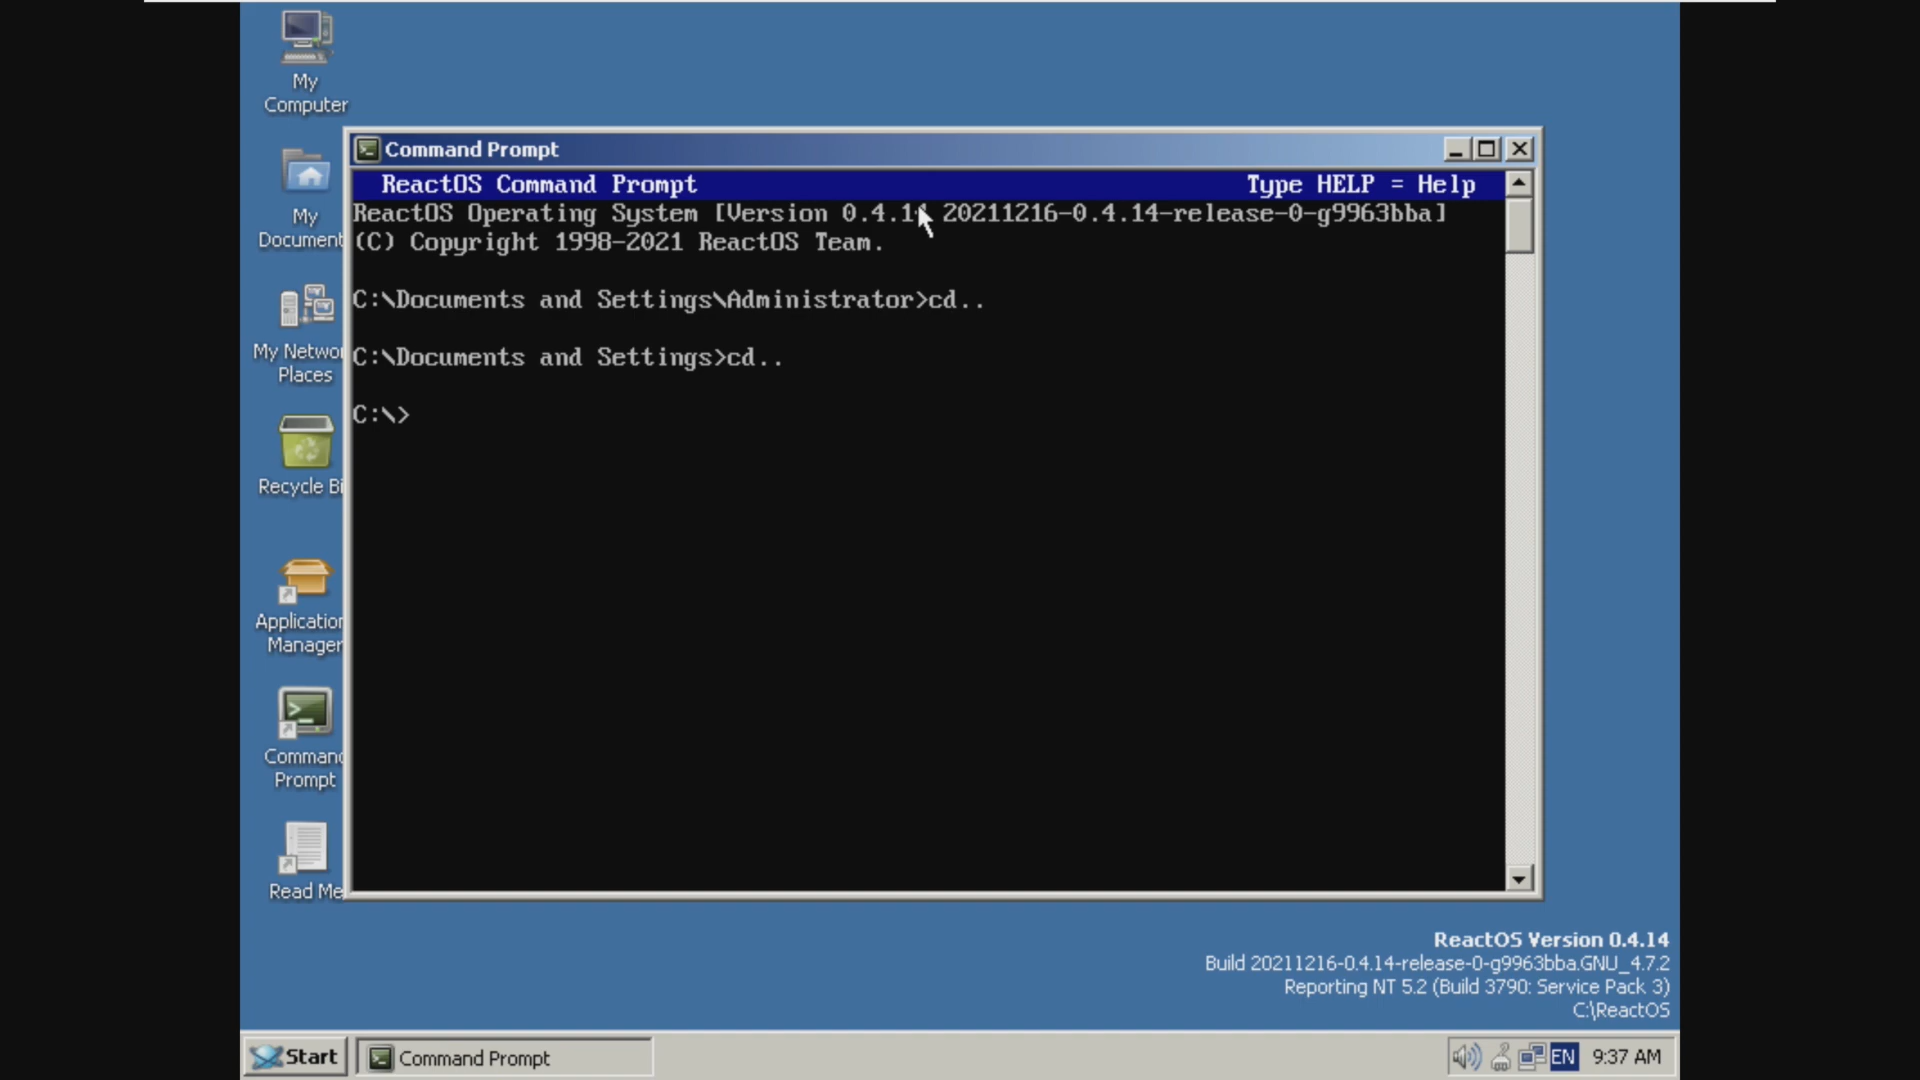 My
Computer
My
Document
My Networ
Places
Recycle Bi
Application
Manager
Command
Prompt
Read Me
Command Prompt
ReactOS Command Prompt Type HELP = Help
ReactOS Operating System [Version 0.4.14 20211216-0.4.14-release-0-g9963bba]
(C) Copyright 1998-2021 ReactOS Team.
C:\Documents and Settings\Administrator>cd..
C:\Documents and Settings>cd..
C:\>
ReactOS Version 0.4.14
Build 20211216-0.4.14-release-0-g9963bba.GNU_4.7.2
Reporting NT 5.2 (Build 3790: Service Pack 3)
C:\ReactOS
Start Command Prompt EN 9:37 AM